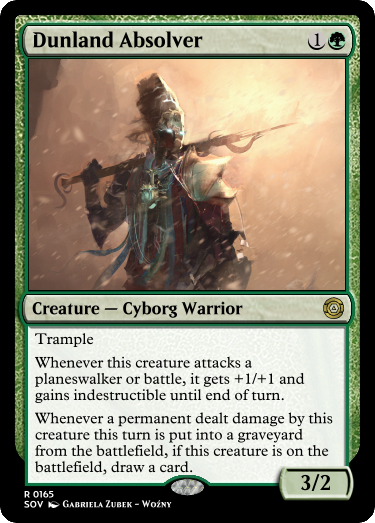 Dunland Absolver 1
Creature — Cyborg Warrior
Trample
Whenever this creature attacks a
planeswalker or battle, it gets +1/+1 and
gains indestructible until end of turn.
Whenever a permanent dealt damage by this
creature this turn is put into a graveyard
from the battlefield, if this creature is on the
battlefield, draw a card.
3/2
R 0165
SOV Gabriela Zubek – Woźny